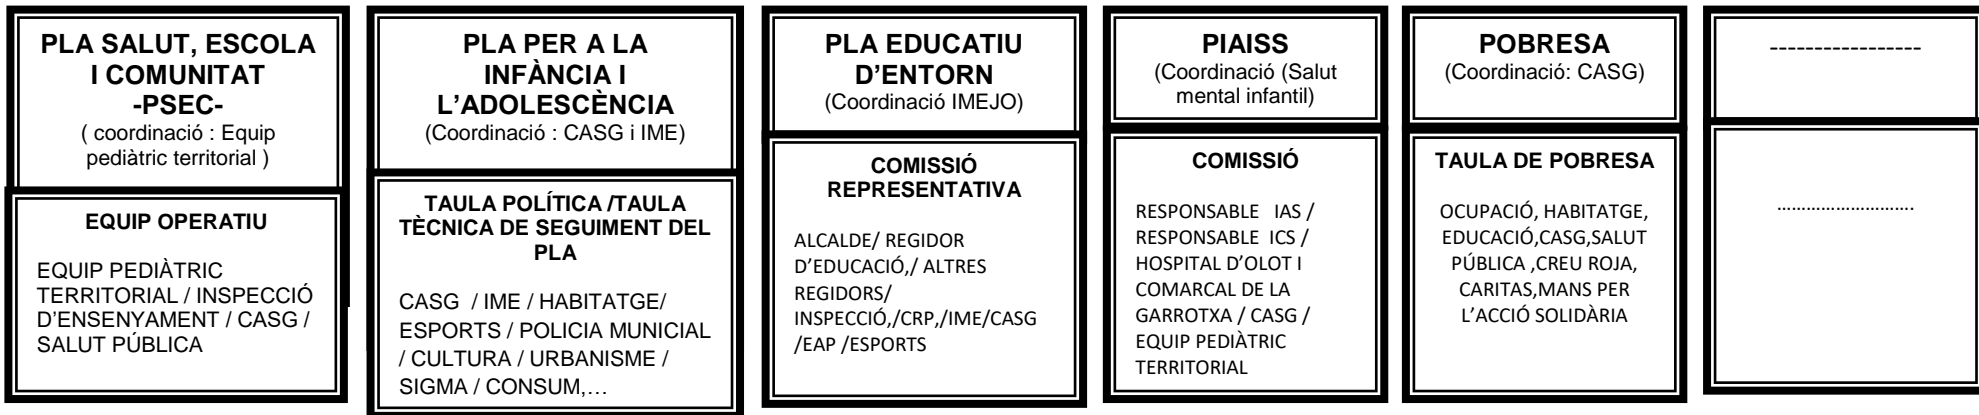 PLA SALUT, ESCOLA
I COMUNITAT
-PSEC-
( coordinació : Equip
pediàtric territorial )
EQUIP OPERATIU
EQUIP PEDIÀTRIC
TERRITORIAL / INSPECCIÓ
D'ENSENYAMENT / CASG /
SALUT PÚBLICA
PLA PER A LA
INFÀNCIA I
L'ADOLESCÈNCIA
(Coordinació : CASG i IME)
TAULA POLÍTICA /TAULA
TÈCNICA DE SEGUIMENT DEL
PLA
CASG / IME / HABITATGE/
ESPORTS / POLICIA MUNICIAL
/ CULTURA / URBANISME /
SIGMA / CONSUM,...
PLA EDUCATIU
D'ENTORN
(Coordinació IMEJO)
COMISSIÓ
REPRESENTATIVA
ALCALDE/ REGIDOR
D'EDUCACIÓ,/ ALTRES
REGIDORS/
INSPECCIÓ,/CRP,/IME/CASG
/EAP /ESPORTS
PIAISS
(Coordinació (Salut
mental infantil)
COMISSIÓ
RESPONSABLE IAS /
RESPONSABLE ICS /
HOSPITAL D'OLOT I
COMARCAL DE LA
GARROTXA / CASG /
EQUIP PEDIÀTRIC
TERRITORIAL
POBRESA
(Coordinació: CASG)
TAULA DE POBRESA
OCUPACIÓ, HABITATGE,
EDUCACIÓ,CASG,SALUT
PÚBLICA ,CREU ROJA,
CARITAS,MANS PER
L'ACCIÓ SOLIDÀRIA
-----------------
..............................